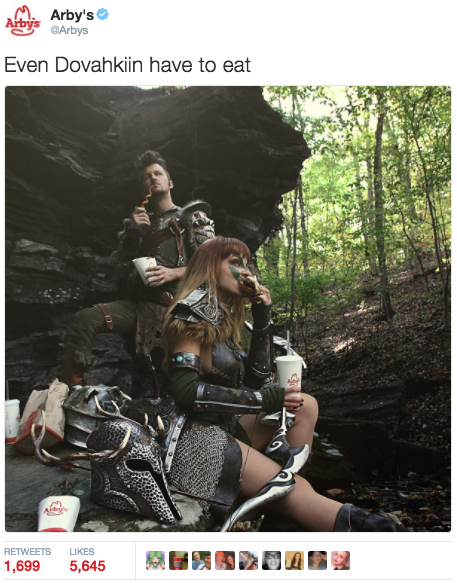 Arby's
Arby's
@Arbys
Even Dovahkiin have to eat
Arby's
Arby's
RETWEETS
LIKES
1,699
5,645